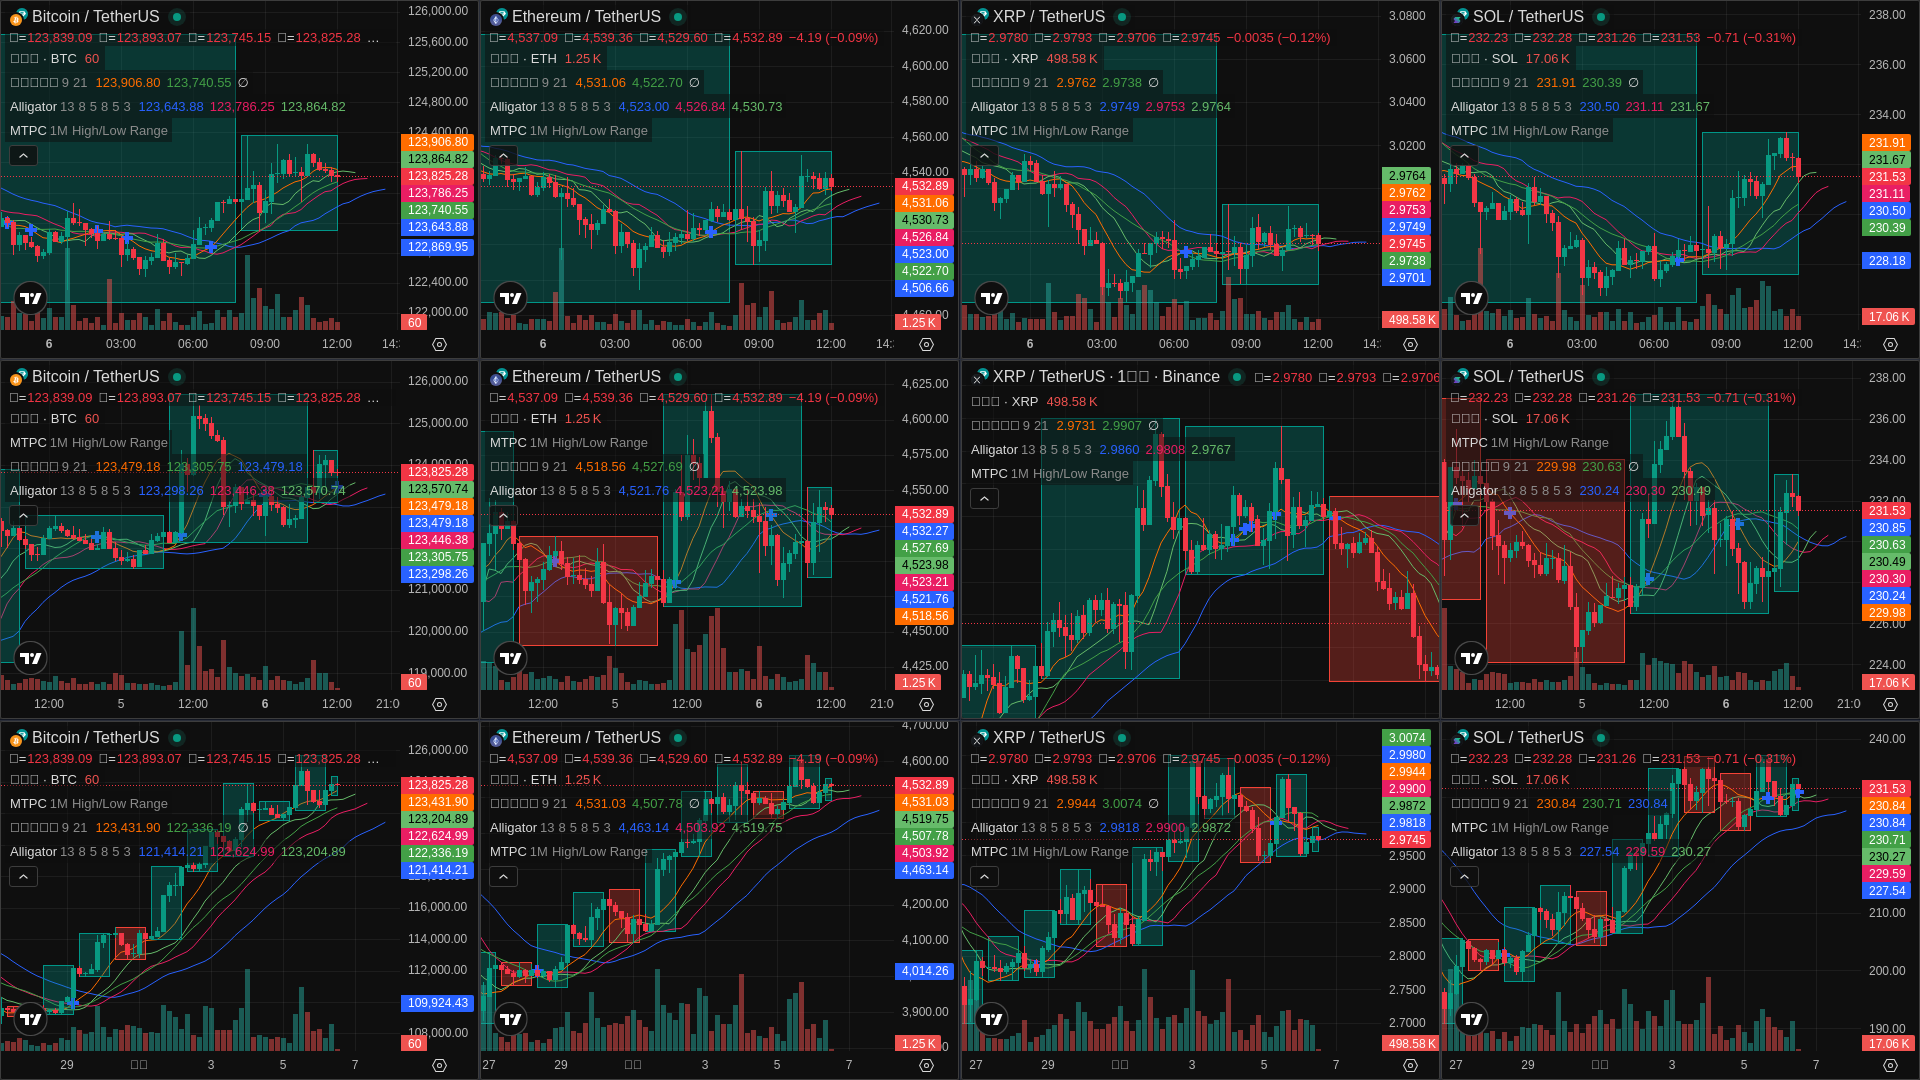 Bitcoin / TetherUS
□=123,839.09 □=123,893.07 □=123,745.15 □=123,825.28 …
□□□ · BTC 60
□□□□□ 9 21 123,906.80 123,740.55 ∅
Alligator 13 8 5 8 5 3 123,643.88 123,786.25 123,864.82
MTPC 1M High/Low Range
126,000.00
125,600.00
125,200.00
124,800.00
124,400.00
123,906.80
123,864.82
123,825.28
123,786.25
123,740.55
123,643.88
122,869.95
122,400.00
122,000.00
60
6 03:00 06:00 09:00 12:00 14:
Ethereum / TetherUS
□=4,537.09 □=4,539.36 □=4,529.60 □=4,532.89 −4.19 (−0.09%)
□□□ · ETH 1.25 K
□□□□□ 9 21 4,531.06 4,522.70 ∅
Alligator 13 8 5 8 5 3 4,523.00 4,526.84 4,530.73
MTPC 1M High/Low Range
4,620.00
4,600.00
4,580.00
4,560.00
4,540.00
4,532.89
4,531.06
4,530.73
4,526.84
4,523.00
4,522.70
4,506.66
4,460.00
1.25 K
6 03:00 06:00 09:00 12:00 14:
XRP / TetherUS
□=2.9780 □=2.9793 □=2.9706 □=2.9745 −0.0035 (−0.12%)
□□□ · XRP 498.58 K
□□□□□ 9 21 2.9762 2.9738 ∅
Alligator 13 8 5 8 5 3 2.9749 2.9753 2.9764
MTPC 1M High/Low Range
3.0800
3.0600
3.0400
3.0200
2.9764
2.9762
2.9753
2.9749
2.9745
2.9738
2.9701
498.58 K
6 03:00 06:00 09:00 12:00 14:
SOL / TetherUS
□=232.23 □=232.28 □=231.26 □=231.53 −0.71 (−0.31%)
□□□ · SOL 17.06 K
□□□□□ 9 21 231.91 230.39 ∅
Alligator 13 8 5 8 5 3 230.50 231.11 231.67
MTPC 1M High/Low Range
238.00
236.00
234.00
231.91
231.67
231.53
231.11
230.50
230.39
228.18
17.06 K
6 03:00 06:00 09:00 12:00 14:
Bitcoin / TetherUS
□=123,839.09 □=123,893.07 □=123,745.15 □=123,825.28 …
□□□ · BTC 60
MTPC 1M High/Low Range
□□□□□ 9 21 123,479.18 123,305.75 123,479.18
Alligator 13 8 5 8 5 3 123,298.26 123,446.38 123,570.74
126,000.00
125,000.00
124,000.00
123,825.28
123,570.74
123,479.18
123,479.18
123,446.38
123,305.75
123,298.26
121,000.00
120,000.00
119,000.00
60
12:00 5 12:00 6 12:00 21:0
Ethereum / TetherUS
□=4,537.09 □=4,539.36 □=4,529.60 □=4,532.89 −4.19 (−0.09%)
□□□ · ETH 1.25 K
MTPC 1M High/Low Range
□□□□□ 9 21 4,518.56 4,527.69 ∅
Alligator 13 8 5 8 5 3 4,521.76 4,523.21 4,523.98
4,625.00
4,600.00
4,575.00
4,550.00
4,532.89
4,532.27
4,527.69
4,523.98
4,523.21
4,521.76
4,518.56
4,450.00
4,425.00
1.25 K
12:00 5 12:00 6 12:00 21:0
XRP / TetherUS · 1□□ · Binance □=2.9780 □=2.9793 □=2.9706
□□□ · XRP 498.58 K
□□□□□ 9 21 2.9731 2.9907 ∅
Alligator 13 8 5 8 5 3 2.9860 2.9808 2.9767
MTPC 1M High/Low Range
SOL / TetherUS
□=232.23 □=232.28 □=231.26 □=231.53 −0.71 (−0.31%)
□□□ · SOL 17.06 K
MTPC 1M High/Low Range
□□□□□ 9 21 229.98 230.63 ∅
Alligator 13 8 5 8 5 3 230.24 230.30 230.49
238.00
236.00
234.00
232.00
231.53
230.85
230.63
230.49
230.30
230.24
229.98
226.00
224.00
17.06 K
12:00 5 12:00 6 12:00 21:0
Bitcoin / TetherUS
□=123,839.09 □=123,893.07 □=123,745.15 □=123,825.28 …
□□□ · BTC 60
MTPC 1M High/Low Range
□□□□□ 9 21 123,431.90 122,336.19 ∅
Alligator 13 8 5 8 5 3 121,414.21 122,624.99 123,204.89
126,000.00
123,825.28
123,431.90
123,204.89
122,624.99
122,336.19
121,414.21
116,000.00
114,000.00
112,000.00
109,924.43
108,000.00
60
29 □□ 3 5 7
Ethereum / TetherUS
□=4,537.09 □=4,539.36 □=4,529.60 □=4,532.89 −4.19 (−0.09%)
□□□ · ETH 1.25 K
□□□□□ 9 21 4,531.03 4,507.78 ∅
Alligator 13 8 5 8 5 3 4,463.14 4,503.92 4,519.75
MTPC 1M High/Low Range
4,700.00
4,600.00
4,532.89
4,531.03
4,519.75
4,507.78
4,503.92
4,463.14
4,200.00
4,100.00
4,014.26
3,900.00
1.25 K
27 29 □□ 3 5 7
XRP / TetherUS
□=2.9780 □=2.9793 □=2.9706 □=2.9745 −0.0035 (−0.12%)
□□□ · XRP 498.58 K
□□□□□ 9 21 2.9944 3.0074 ∅
Alligator 13 8 5 8 5 3 2.9818 2.9900 2.9872
MTPC 1M High/Low Range
3.0074
2.9980
2.9944
2.9900
2.9872
2.9818
2.9745
2.9500
2.9000
2.8500
2.8000
2.7500
2.7000
498.58 K
27 29 □□ 3 5 7
SOL / TetherUS
□=232.23 □=232.28 □=231.26 □=231.53 −0.71 (−0.31%)
□□□ · SOL 17.06 K
□□□□□ 9 21 230.84 230.71 230.84
MTPC 1M High/Low Range
Alligator 13 8 5 8 5 3 227.54 229.59 230.27
240.00
231.53
230.84
230.84
230.71
230.27
229.59
227.54
210.00
200.00
190.00
17.06 K
27 29 □□ 3 5 7